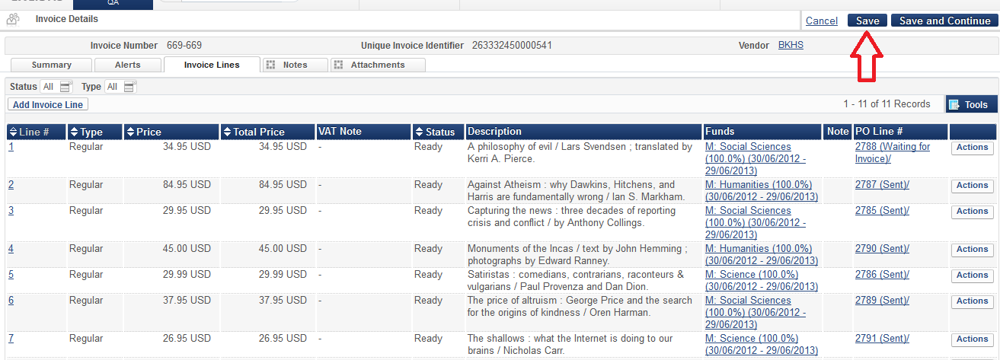 QA
Invoice Details
Cancel Save Save and Continue
Invoice Number 669-669 Unique Invoice Identifier 263332450000541 Vendor BKHS
Summary Alerts Invoice Lines Notes Attachments
Status All Type All
Add Invoice Line 1 - 11 of 11 Records Tools
Line # Type Price Total Price VAT Note Status Description Funds Note PO Line #
1 Regular 34.95 USD 34.95 USD - Ready A philosophy of evil / Lars Svendsen ; translated by M: Social Sciences 2788 (Waiting for Actions
Kerri A. Pierce. (100.0%) (30/06/2012 - Invoice)/
29/06/2013)
2 Regular 84.95 USD 84.95 USD - Ready Against Atheism : why Dawkins, Hitchens, and M: Humanities (100.0%) 2787 (Sent)/ Actions
Harris are fundamentally wrong / Ian S. Markham. (30/06/2012 - 29/06/2013)
3 Regular 29.95 USD 29.95 USD - Ready Capturing the news : three decades of reporting M: Social Sciences 2785 (Sent)/ Actions
crisis and conflict / by Anthony Collings. (100.0%) (30/06/2012 -
29/06/2013)
4 Regular 45.00 USD 45.00 USD - Ready Monuments of the Incas / text by John Hemming ; M: Humanities (100.0%) 2790 (Sent)/ Actions
photographs by Edward Ranney. (30/06/2012 - 29/06/2013)
5 Regular 29.99 USD 29.99 USD - Ready Satiristas : comedians, contrarians, raconteurs & M: Science (100.0%) 2786 (Sent)/ Actions
vulgarians / Paul Provenza and Dan Dion. (30/06/2012 - 29/06/2013)
6 Regular 37.95 USD 37.95 USD - Ready The price of altruism : George Price and the search M: Social Sciences 2789 (Sent)/ Actions
for the origins of kindness / Oren Harman. (100.0%) (30/06/2012 -
29/06/2013)
7 Regular 26.95 USD 26.95 USD - Ready The shallows : what the Internet is doing to our M: Science (100.0%) 2791 (Sent)/ Actions
brains / Nicholas Carr. (30/06/2012 - 29/06/2013)